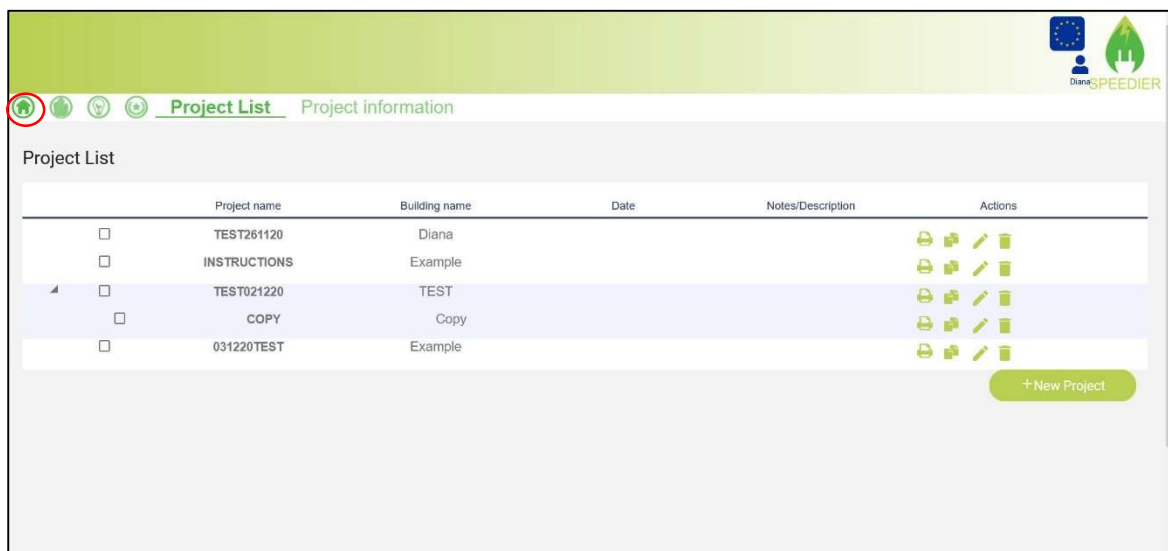 Diana SPEEDIER
Project List Project information
Project List
Project name Building name Date Notes/Description Actions
TEST261120 Diana
INSTRUCTIONS Example
TEST021220 TEST
COPY Copy
031220TEST Example
+New Project